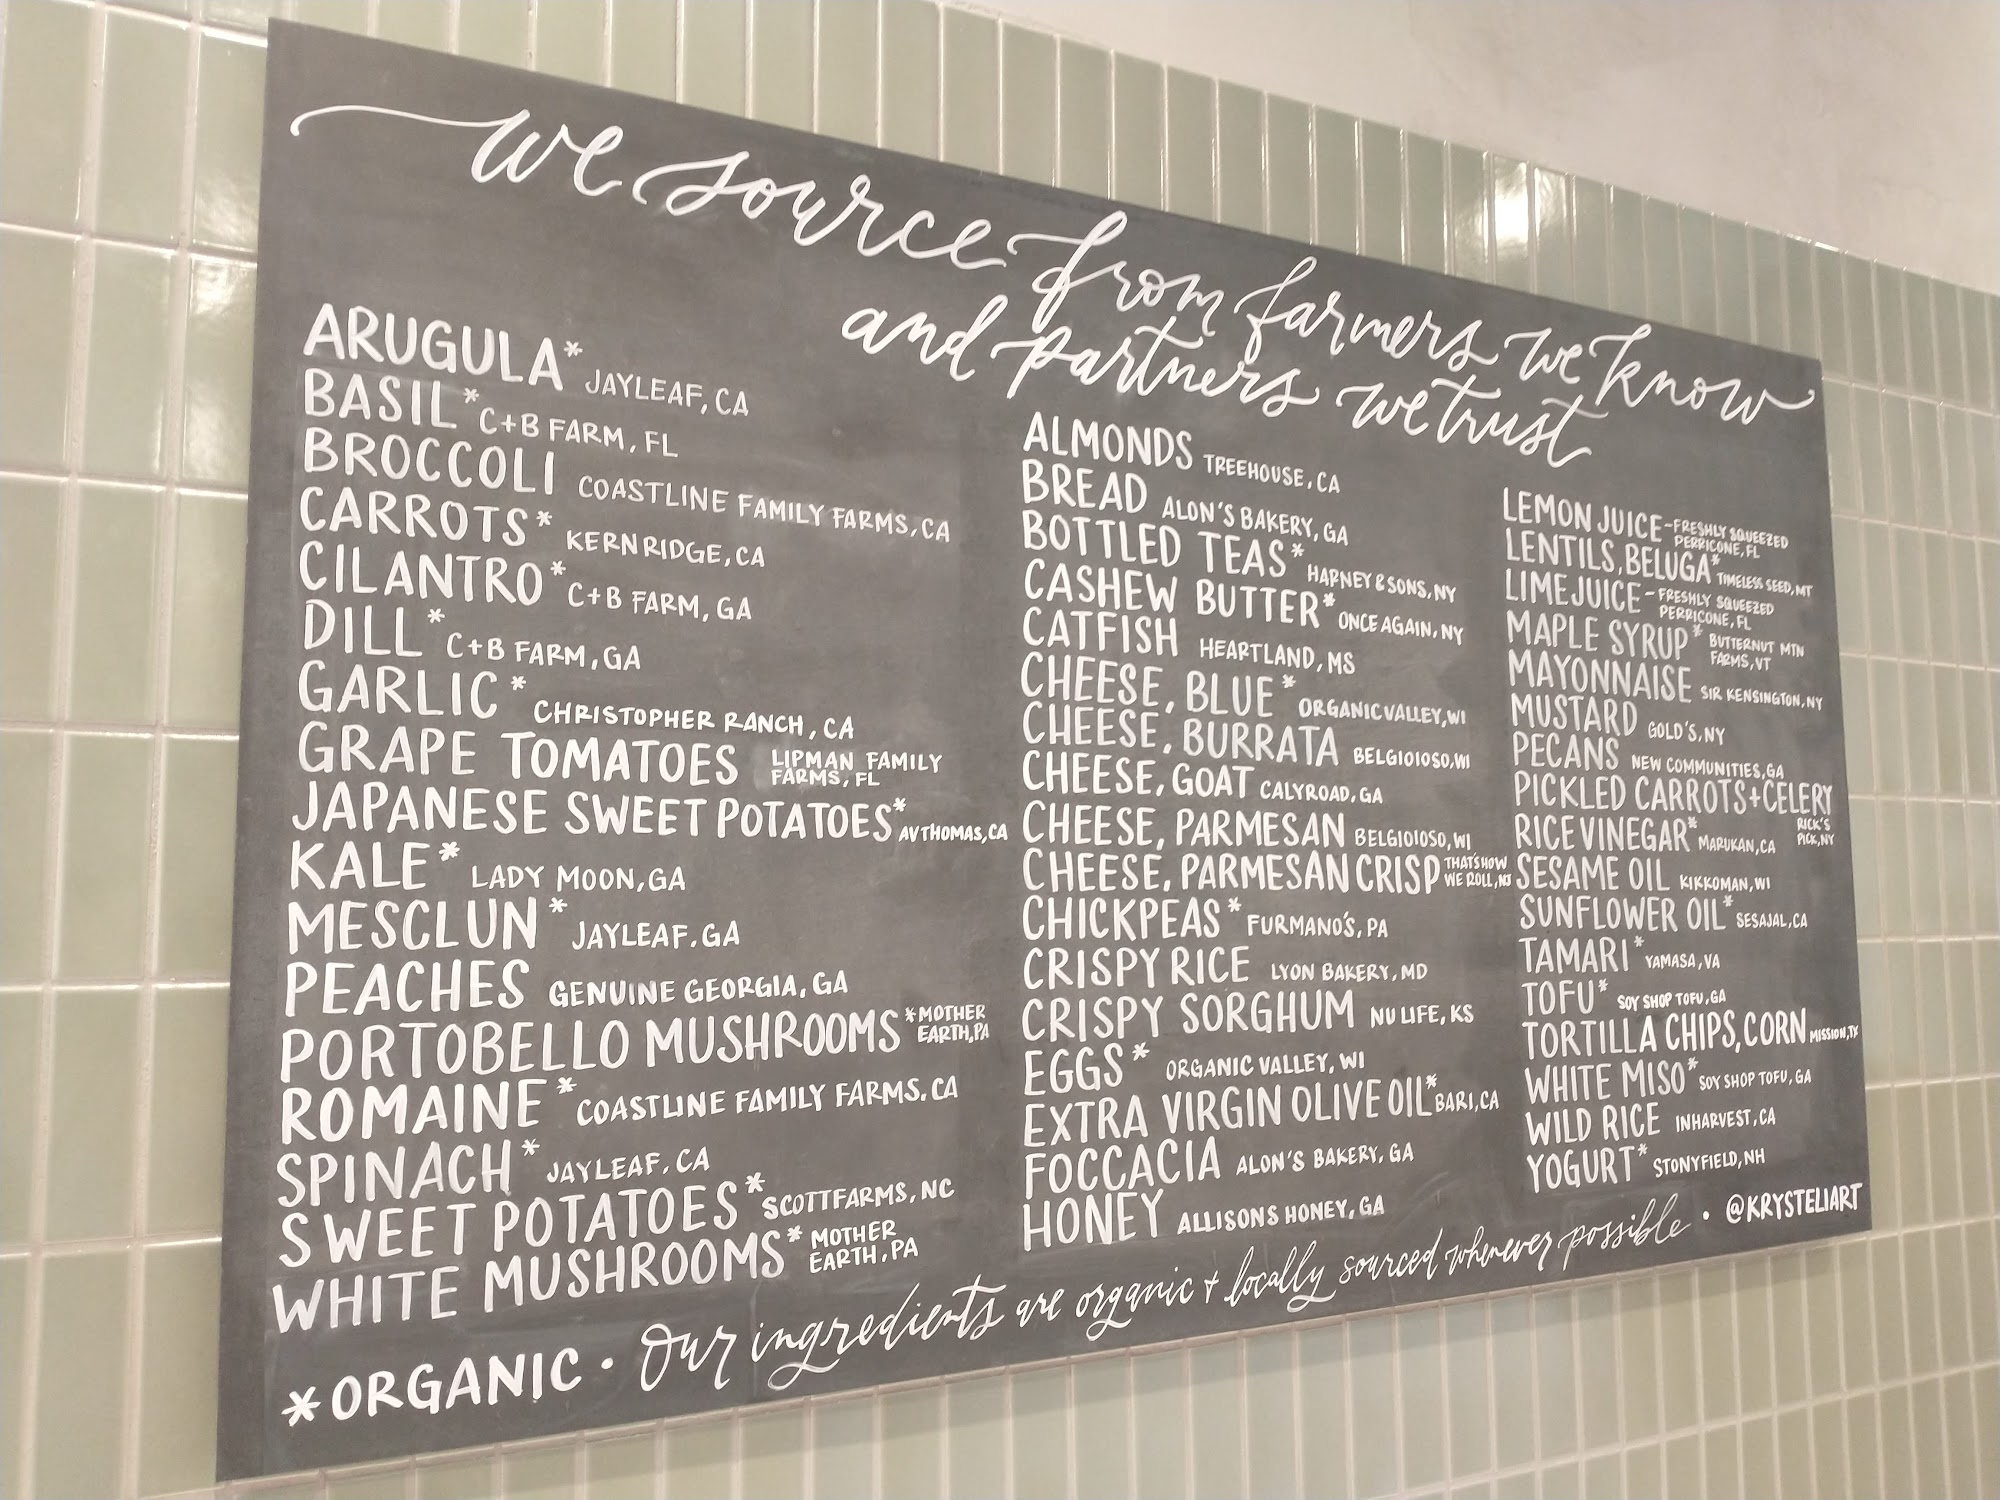 we source from farmers we know
and partners we trust
ARUGULA* JAYLEAF, CA
BASIL* C+B FARM, FL
BROCCOLI COASTLINE FAMILY FARMS, CA
CARROTS* KERN RIDGE, CA
CILANTRO* C+B FARM, GA
DILL* C+B FARM, GA
GARLIC* CHRISTOPHER RANCH, CA
GRAPE TOMATOES LIPMAN FAMILY
FARMS, FL
JAPANESE SWEET POTATOES* AV THOMAS, CA
KALE* LADY MOON, GA
MESCLUN* JAYLEAF, GA
PEACHES GENUINE GEORGIA, GA
PORTOBELLO MUSHROOMS* MOTHER
EARTH, PA
ROMAINE* COASTLINE FAMILY FARMS, CA
SPINACH* JAYLEAF, CA
SWEET POTATOES* SCOTT FARMS, NC
WHITE MUSHROOMS* MOTHER
EARTH, PA
ALMONDS TREEHOUSE, CA
BREAD ALON'S BAKERY, GA
BOTTLED TEAS* HARNEY & SONS, NY
CASHEW BUTTER* ONCE AGAIN, NY
CATFISH HEARTLAND, MS
CHEESE, BLUE* ORGANIC VALLEY, WI
CHEESE, BURRATA BELGIOIOSO, WI
CHEESE, GOAT CALYROAD, GA
CHEESE, PARMESAN BELGIOIOSO, WI
CHEESE, PARMESAN CRISP THAT'S HOW
WE ROLL, NJ
CHICKPEAS* FURMANO'S, PA
CRISPY RICE LYON BAKERY, MD
CRISPY SORGHUM NU LIFE, KS
EGGS* ORGANIC VALLEY, WI
EXTRA VIRGIN OLIVE OIL* BARI, CA
FOCCACIA ALON'S BAKERY, GA
HONEY ALLISONS HONEY, GA
LEMON JUICE - FRESHLY SQUEEZED
PERRICONE, FL
LENTILS, BELUGA* TIMELESS SEED, MT
LIME JUICE - FRESHLY SQUEEZED
PERRICONE, FL
MAPLE SYRUP* BUTTERNUT MTN
FARMS, VT
MAYONNAISE SIR KENSINGTON, NY
MUSTARD GOLD'S, NY
PECANS NEW COMMUNITIES, GA
PICKLED CARROTS + CELERY
RICK'S
PICK, NY
RICE VINEGAR* MARUKAN, CA
SESAME OIL KIKKOMAN, WI
SUNFLOWER OIL* SESAJAL, CA
TAMARI* YAMASA, VA
TOFU* SOY SHOP TOFU, GA
TORTILLA CHIPS, CORN MISSION, TX
WHITE MISO* SOY SHOP TOFU, GA
WILD RICE INHARVEST, CA
YOGURT* STONYFIELD, NH
*ORGANIC • Our ingredients are organic + locally sourced whenever possible • @KRYSTELIART